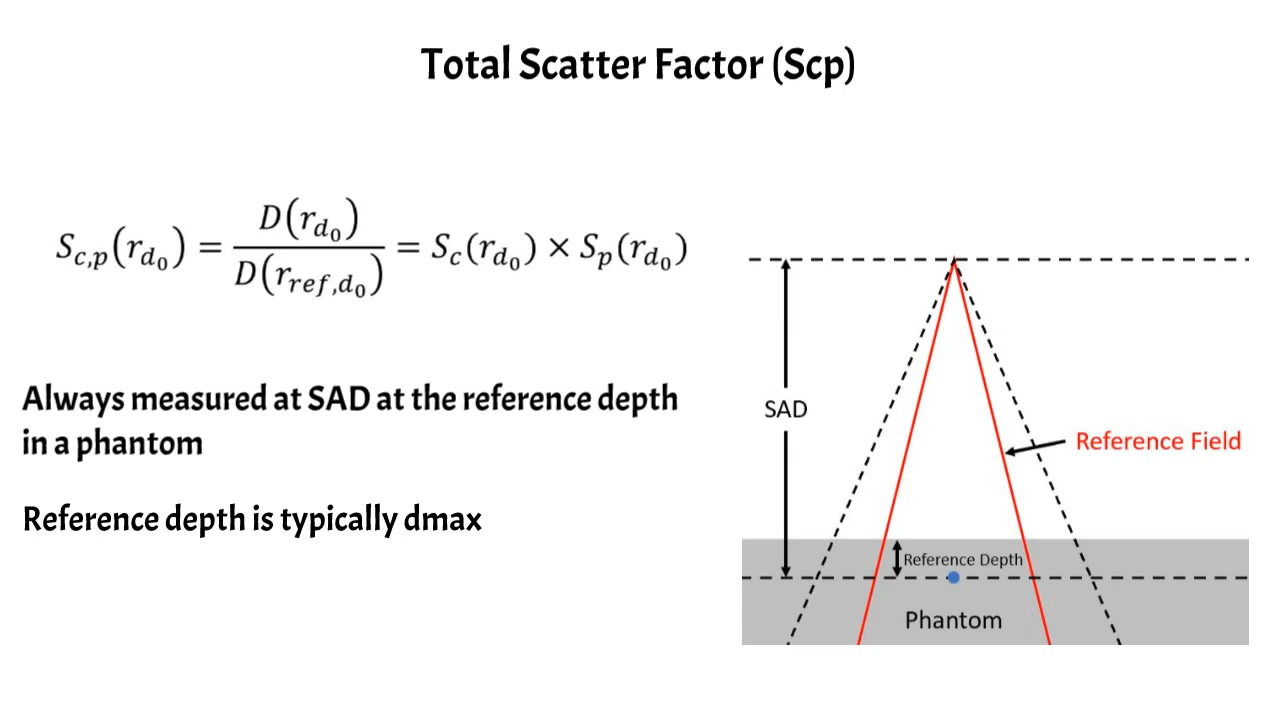 Total Scatter Factor (Scp)
$S_{c,p}(r_{d_0}) = \frac{D(r_{d_0})}{D(r_{ref,d_0})} = S_c(r_{d_0}) \times S_p(r_{d_0})$
Always measured at SAD at the reference depth
in a phantom
Reference depth is typically dmax
SAD
Reference Field
Reference Depth
Phantom